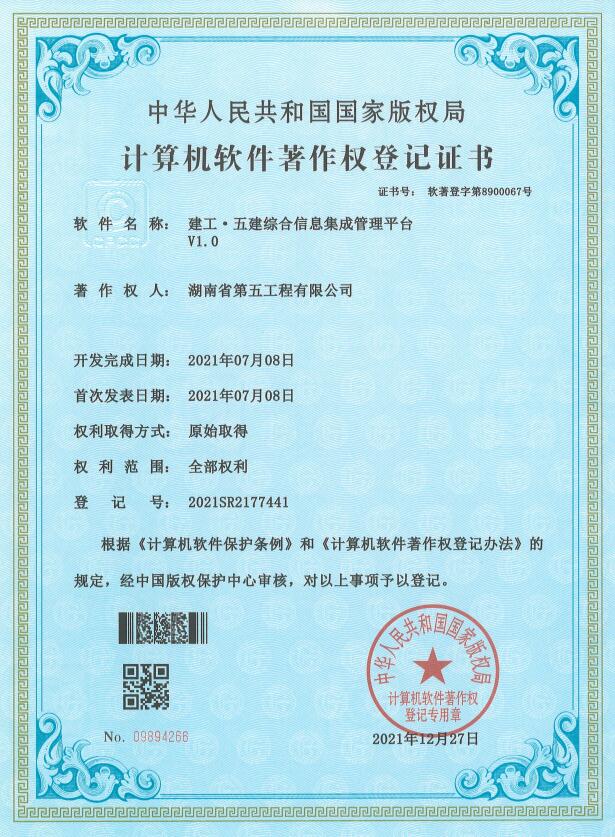 中华人民共和国国家版权局
计算机软件著作权登记证书
证书号： 软著登字第8900067号
CPCC
软件名称： 建工·五建综合信息集成管理平台
V1.0
著作权人： 湖南省第五工程有限公司
开发完成日期： 2021年07月08日
首次发表日期： 2021年07月08日
权利取得方式： 原始取得
权利范围： 全部权利
登记号： 2021SR2177441
根据《计算机软件保护条例》和《计算机软件著作权登记办法》的
规定，经中国版权保护中心审核，对以上事项予以登记。
中华人民共和国国家版权局
计算机软件著作权
登记专用章
No. 09894266
2021年12月27日